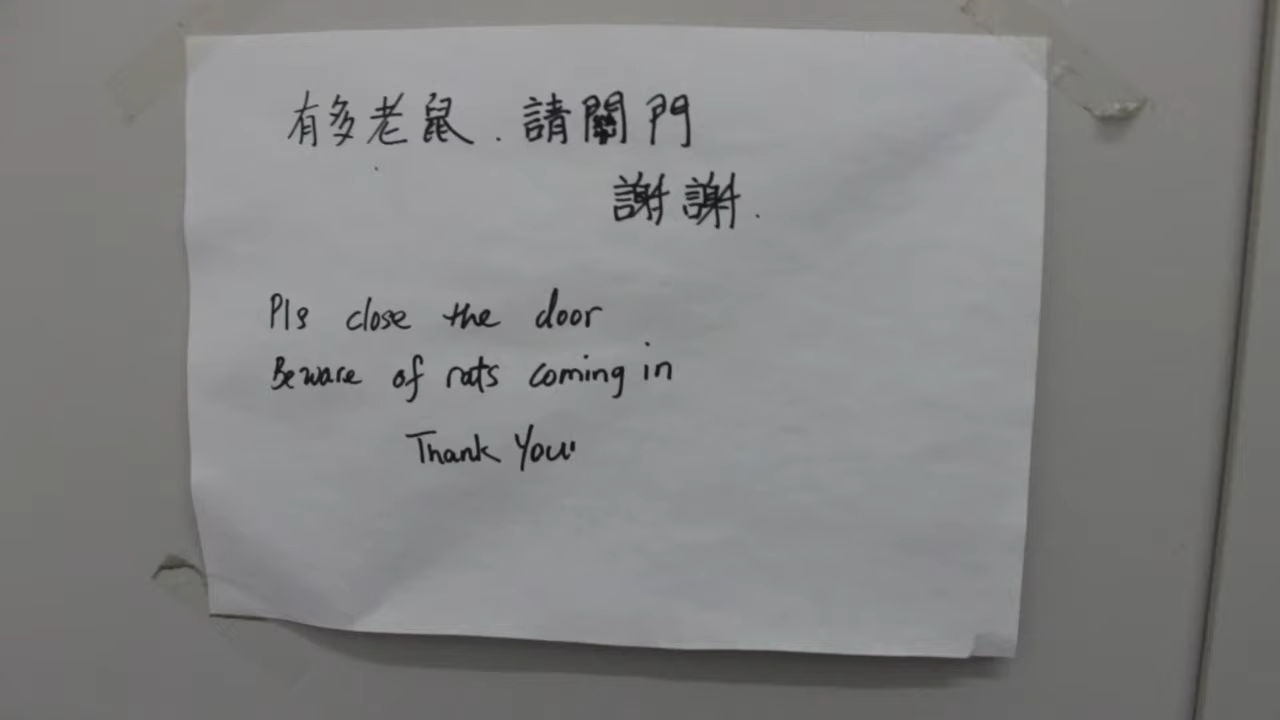 有多老鼠.請關門
謝謝.
Pls close the door
Beware of rats coming in
Thank You